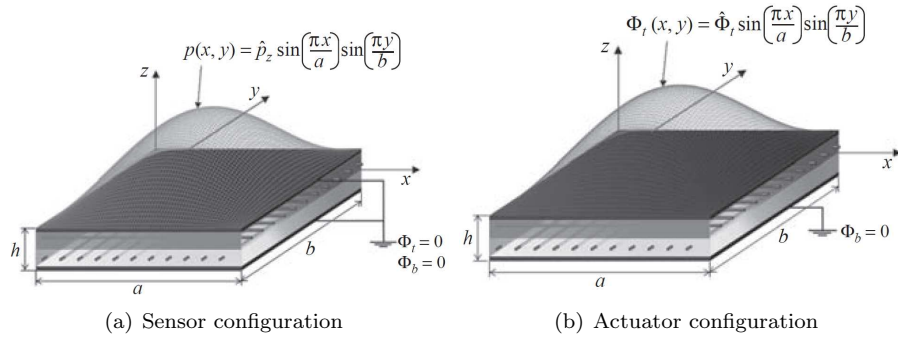 p(x, y) = p̂_z sin(πx/a) sin(πy/b)
z
y
x
h
a
b
Φ_t = 0
Φ_b = 0
(a) Sensor configuration
Φ_t (x, y) = Φ̂_t sin(πx/a) sin(πy/b)
z
y
x
h
a
b
Φ_b = 0
(b) Actuator configuration